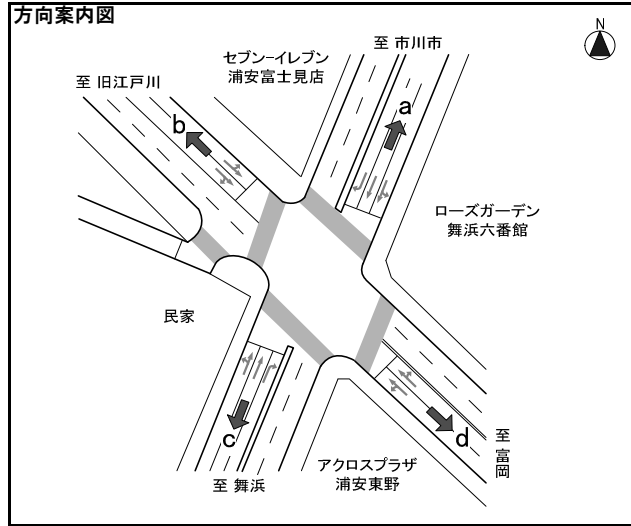 方向案内図
N
至 市川市
セブン-イレブン
浦安富士見店
至 旧江戸川
a
b
ローズガーデン
舞浜六番館
民家
c
d
至 富岡
アクロスプラザ
浦安東野
至 舞浜